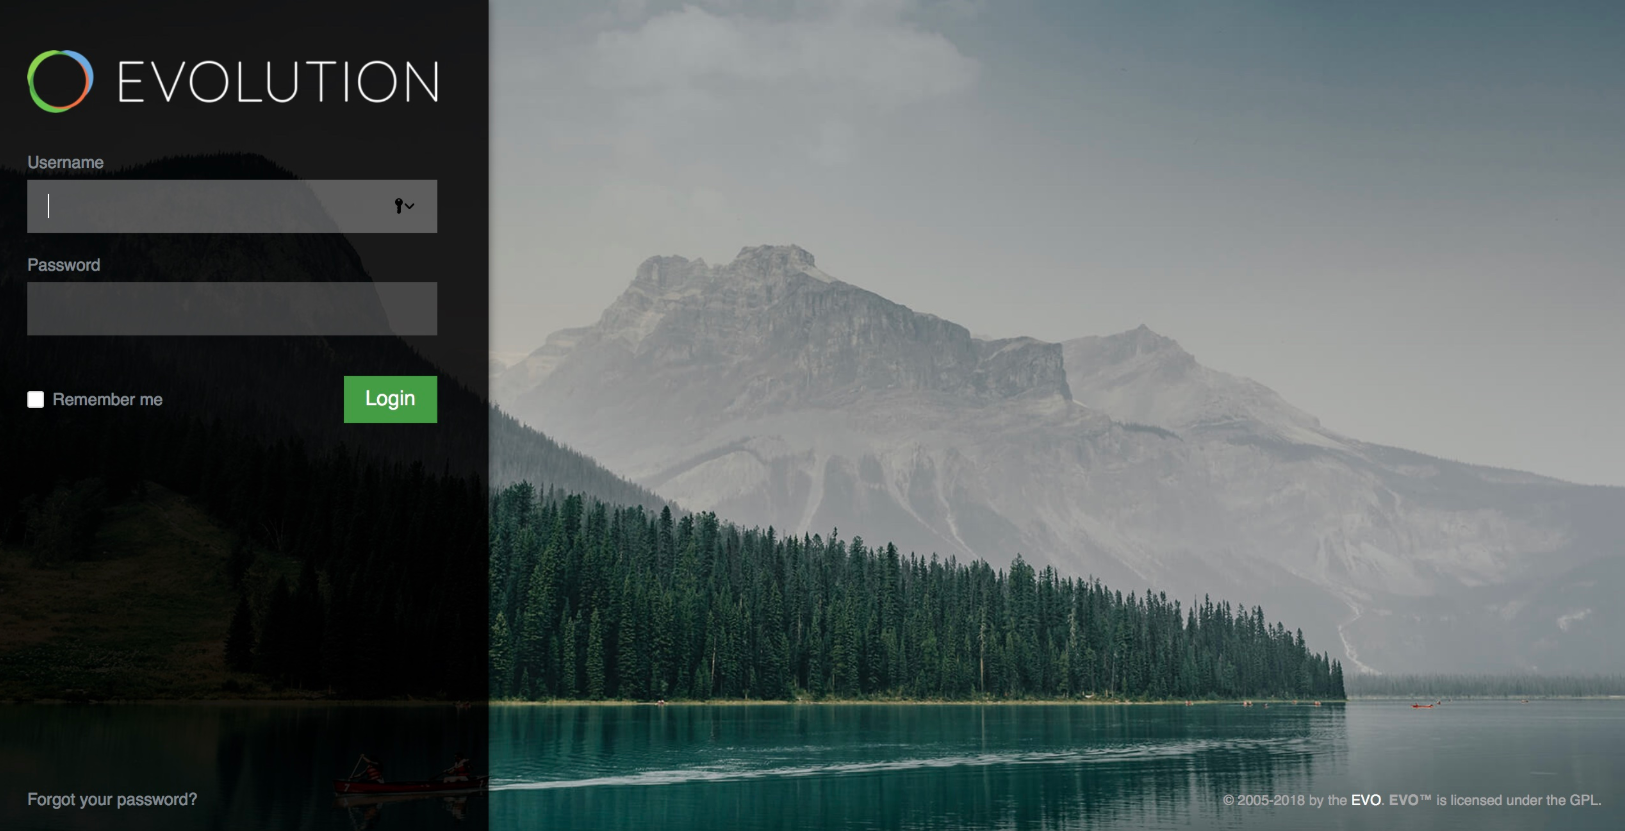 EVOLUTION
Username
Password
Remember me
Login
Forgot your password?
© 2005-2018 by the EVO. EVO™ is licensed under the GPL.
7